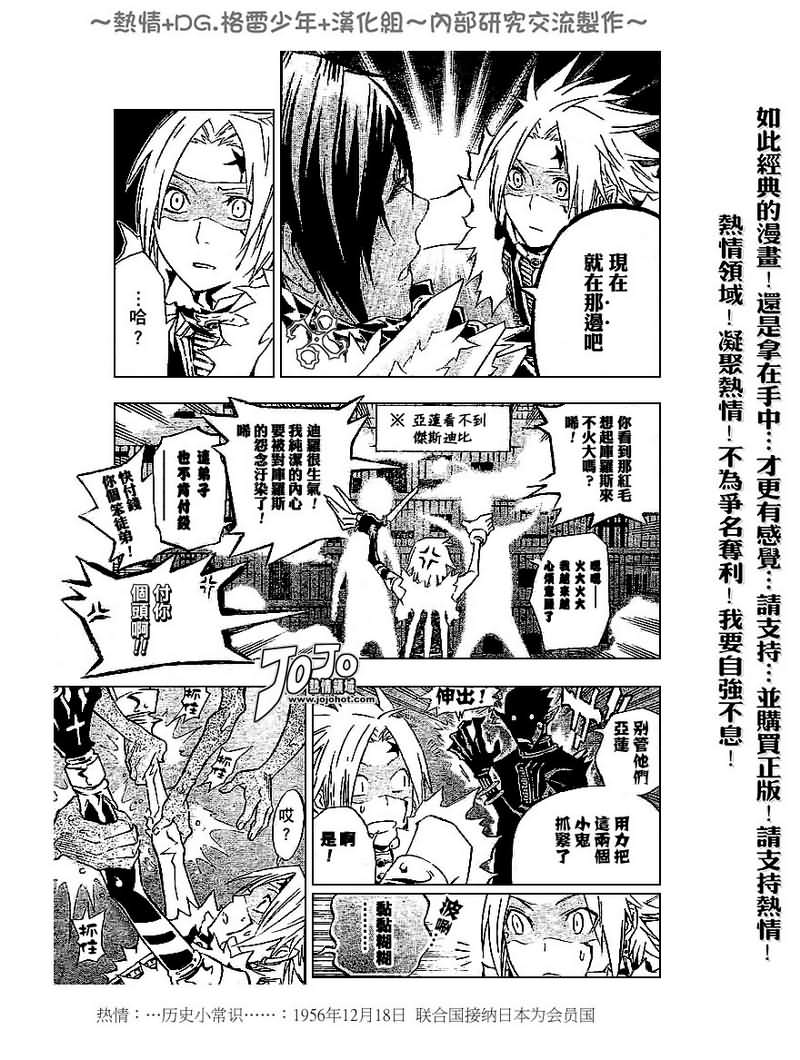 ～熱情+DG.格雷少年+漢化組～內部研究交流製作～
如此經典的漫畫！還是拿在手中…才更有感覺…請支持…並購買正版！請支持熱情！
熱情領域！凝聚熱情！不為爭名奪利！我要自強不息！
現在
就在那邊吧
…哈？
你看到那紅毛
想起庫羅斯來
不火大嗎？
唏！
嗯嗯——
火大火大
我越來越
心煩意亂了
※ 亞蓮看不到
傑斯迪比
迪羅很生氣！
我純潔的內心
要被對庫羅斯
的怨念汙染了！
唏
連弟子
也不肯付錢
快付錢
你個笨徒弟！
付你
個頭啊!!
JoJo
熱情領域
www.jojohot.com
伸出！
別管他們
亞蓮
用力把
這兩個
小鬼
抓緊了
啊
是！
抓住
抓住
哎？
抓住
抓住
黏黏糊糊
熱情：…历史小常识……：1956年12月18日 联合国接纳日本为会员国